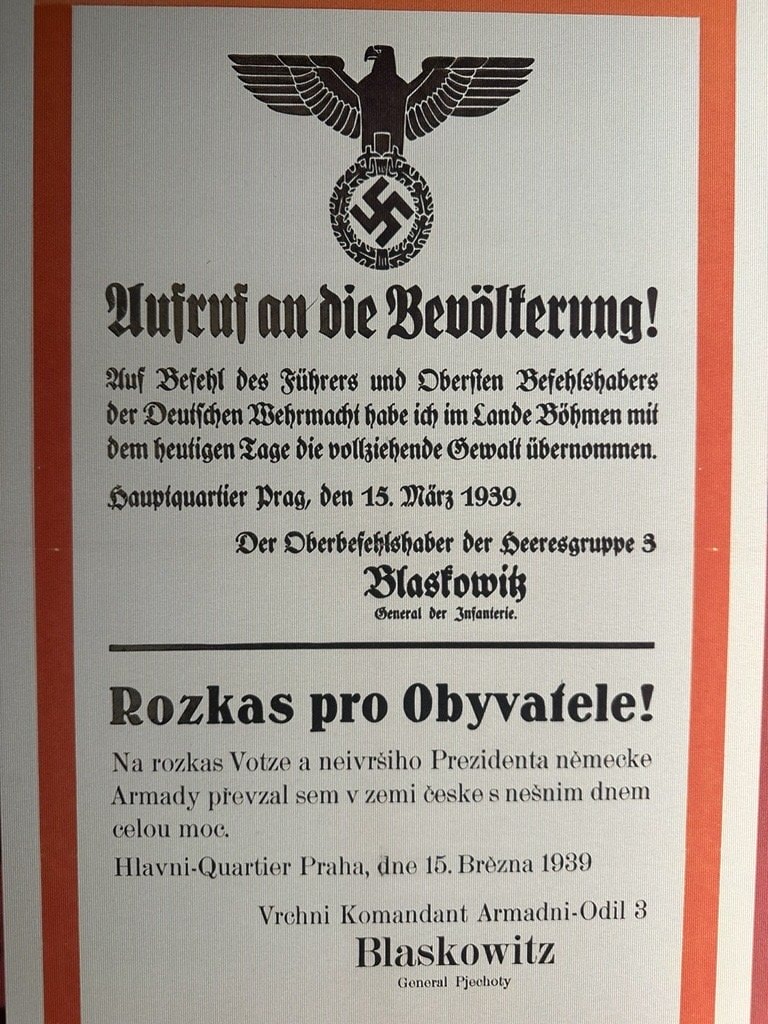 Aufruf an die Bevölkerung!
Auf Befehl des Führers und Obersten Befehlshabers
der Deutschen Wehrmacht habe ich im Lande Böhmen mit
dem heutigen Tage die vollziehende Gewalt übernommen.
Hauptquartier Prag, den 15. März 1939.
Der Oberbefehlshaber der Heeresgruppe 3
Blaskowitz
General der Infanterie.
Rozkas pro Obyvatele!
Na rozkas Votze a neivršiho Prezidenta německe
Armady převzal sem v zemi česke s nešnim dnem
celou moc.
Hlavni-Quartier Praha, dne 15. Března 1939
Vrchni Komandant Armadni-Odil 3
Blaskowitz
General Pjechoty